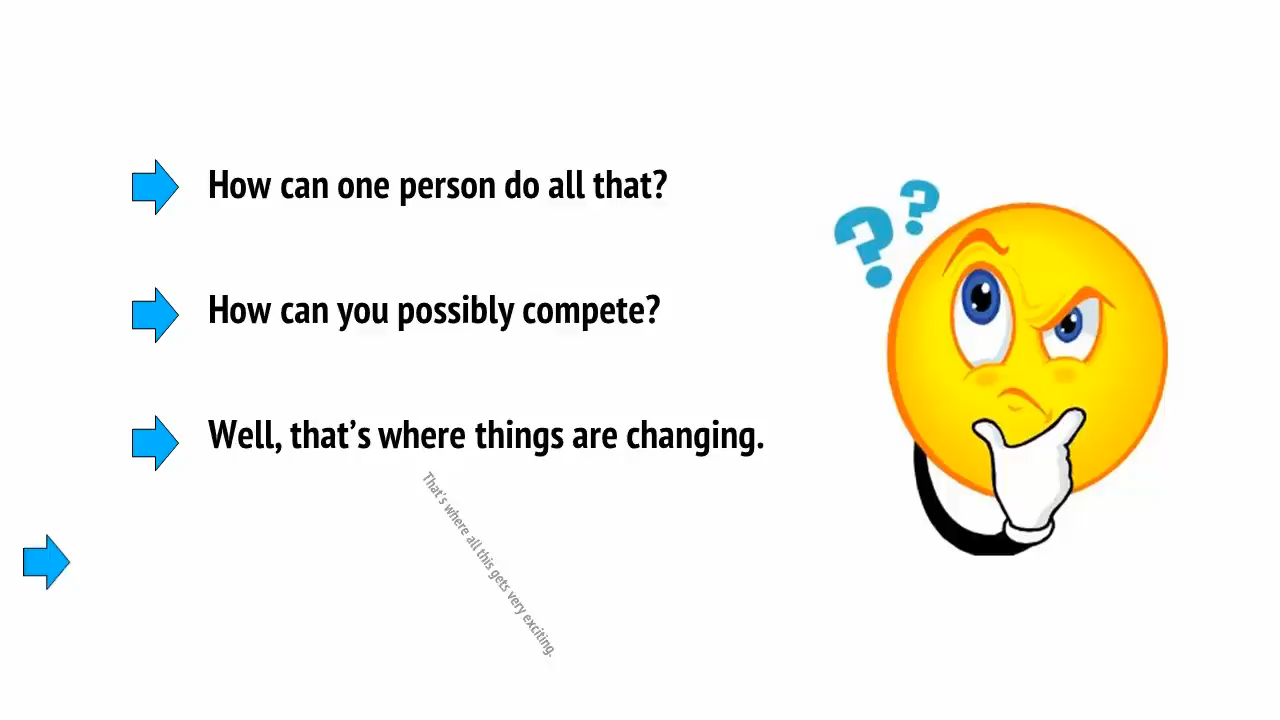 How can one person do all that?
How can you possibly compete?
Well, that’s where things are changing.
That’s where all this gets very exciting.